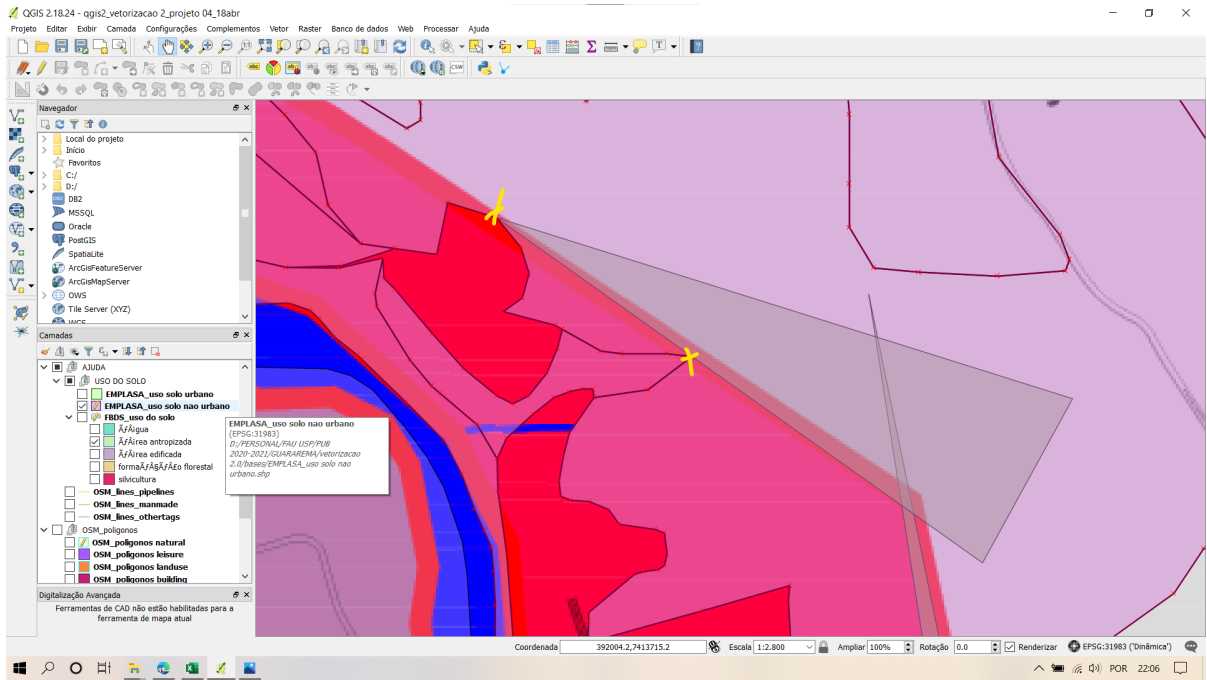 QGIS 2.18.24 - qgis2_vetorizacao 2_projeto 04_18abr
Projeto Editar Exibir Camada Configurações Complementos Vetor Raster Banco de dados Web Processar Ajuda
Navegador
Local do projeto
Início
Favoritos
C:/
D:/
DB2
MSSQL
Oracle
PostGIS
SpatiaLite
ArcGisFeatureServer
ArcGisMapServer
OWS
Tile Server (XYZ)
WCS
Camadas
AJUDA
USO DO SOLO
EMPLASA_uso solo urbano
EMPLASA_uso solo nao urbano
FBDS_uso do solo
ÃƒÂigua
ÃƒÂirea antropizada
ÃƒÂirea edificada
formaÃƒÂ§ÃƒÂ£o florestal
silvicultura
OSM_lines_pipelines
OSM_lines_manmade
OSM_lines_othertags
OSM_poligonos
OSM_poligonos natural
OSM_poligonos leisure
OSM_poligonos landuse
OSM_poligonos building
EMPLASA_uso solo nao urbano
(EPSG:31983)
D:/PERSONAL/FAU USP/PUB
2020-2021/GUARAREMA/vetorizacao
2.0/bases/EMPLASA_uso solo nao
urbano.shp
Digitalização Avançada
Ferramentas de CAD não estão habilitadas para a
ferramenta de mapa atual
Coordenada 392004.2,7413715.2 Escala 1:2.800 Ampliar 100% Rotação 0.0 Renderizar EPSG:31983 ('Dinâmica')
POR 22:06